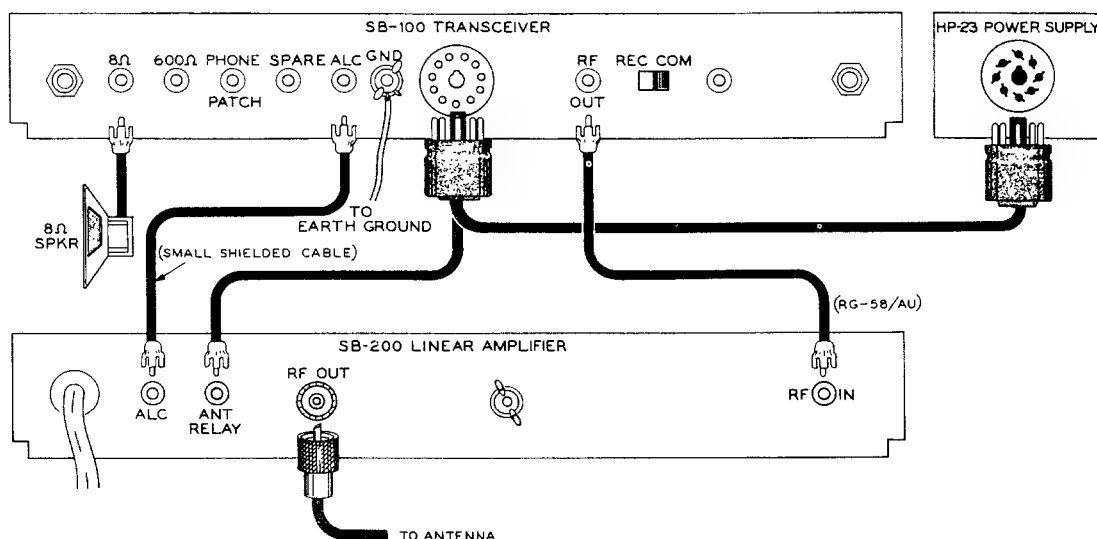 SB-100 TRANSCEIVER
HP-23 POWER SUPPLY
8Ω
600Ω
PHONE
PATCH
SPARE
ALC
GND
RF
OUT
REC COM
8Ω
SPKR
TO
EARTH GROUND
(SMALL SHIELDED CABLE)
(RG-58/AU)
SB-200 LINEAR AMPLIFIER
ALC
ANT
RELAY
RF OUT
RF IN
TO ANTENNA